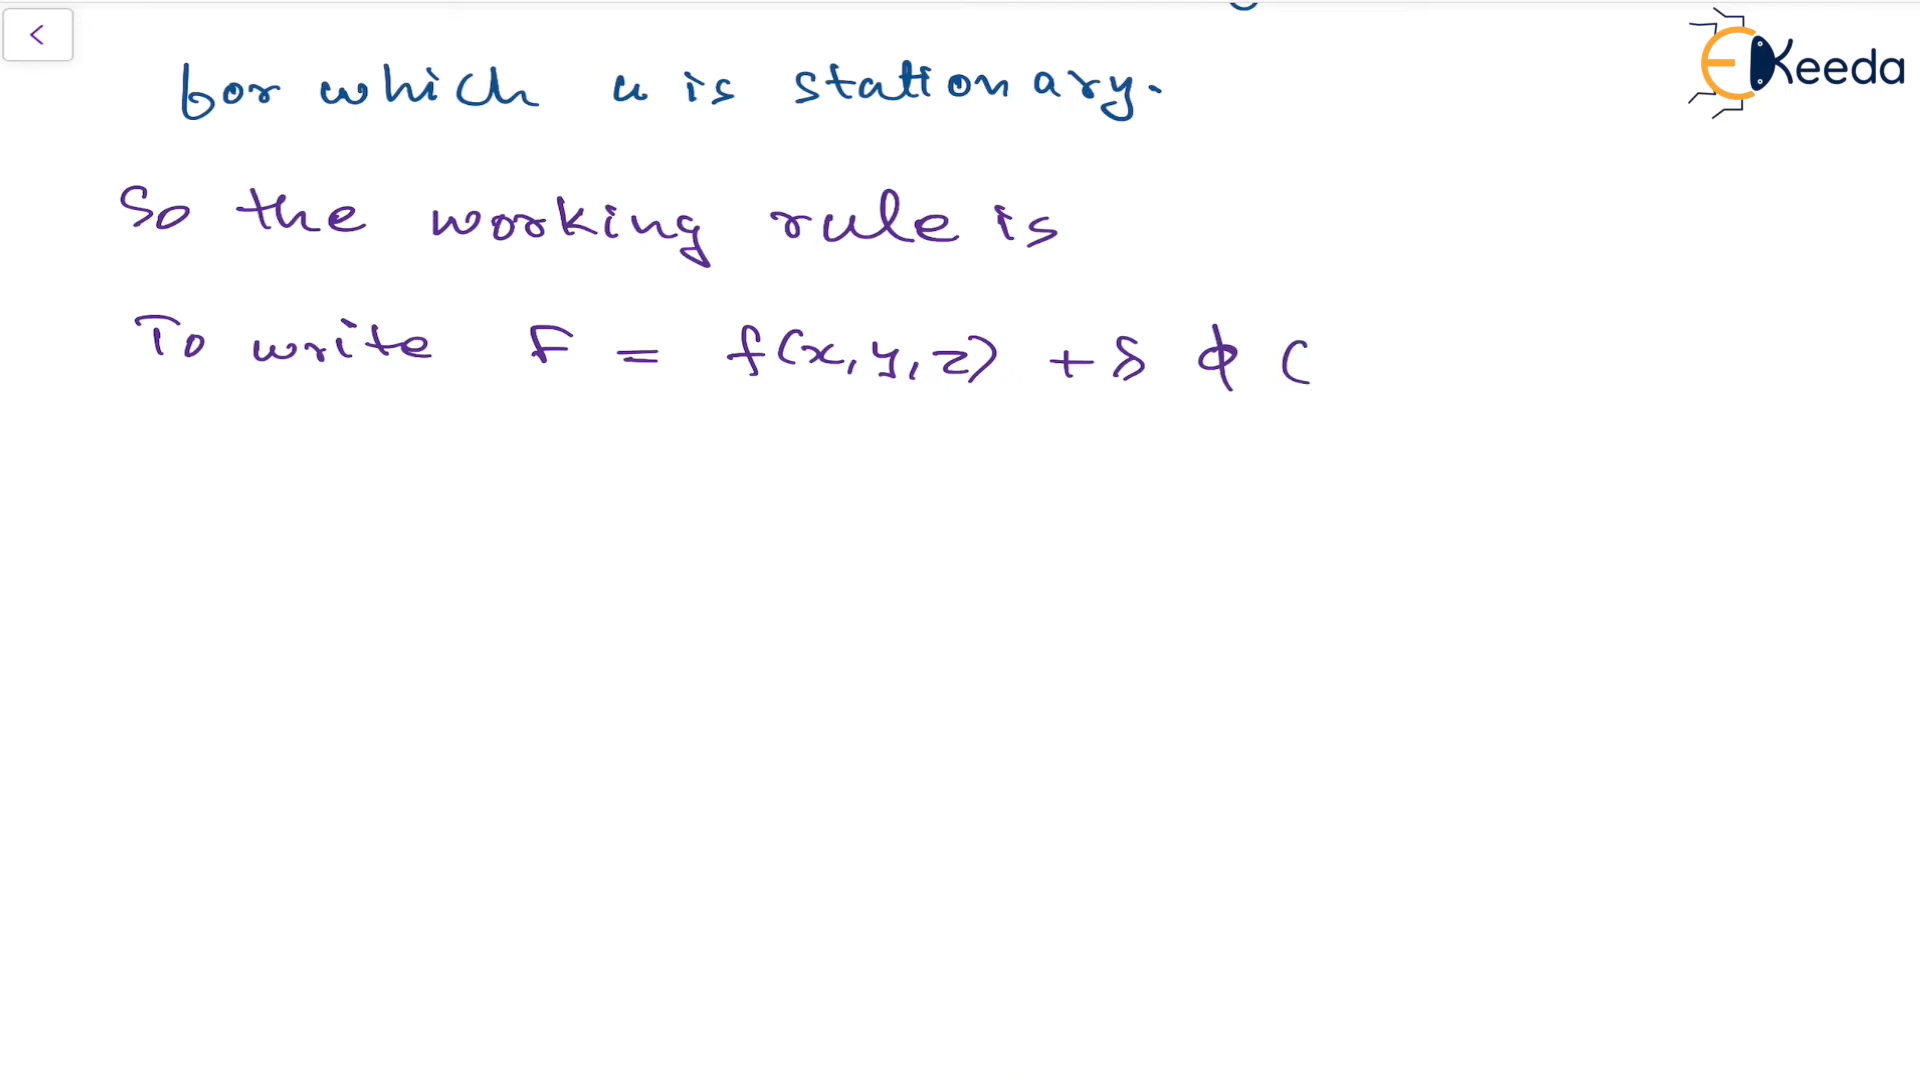 <
Keeda
for which u is stationary.
So the working rule is
To write F = f(x,y,z) + δ ϕ (